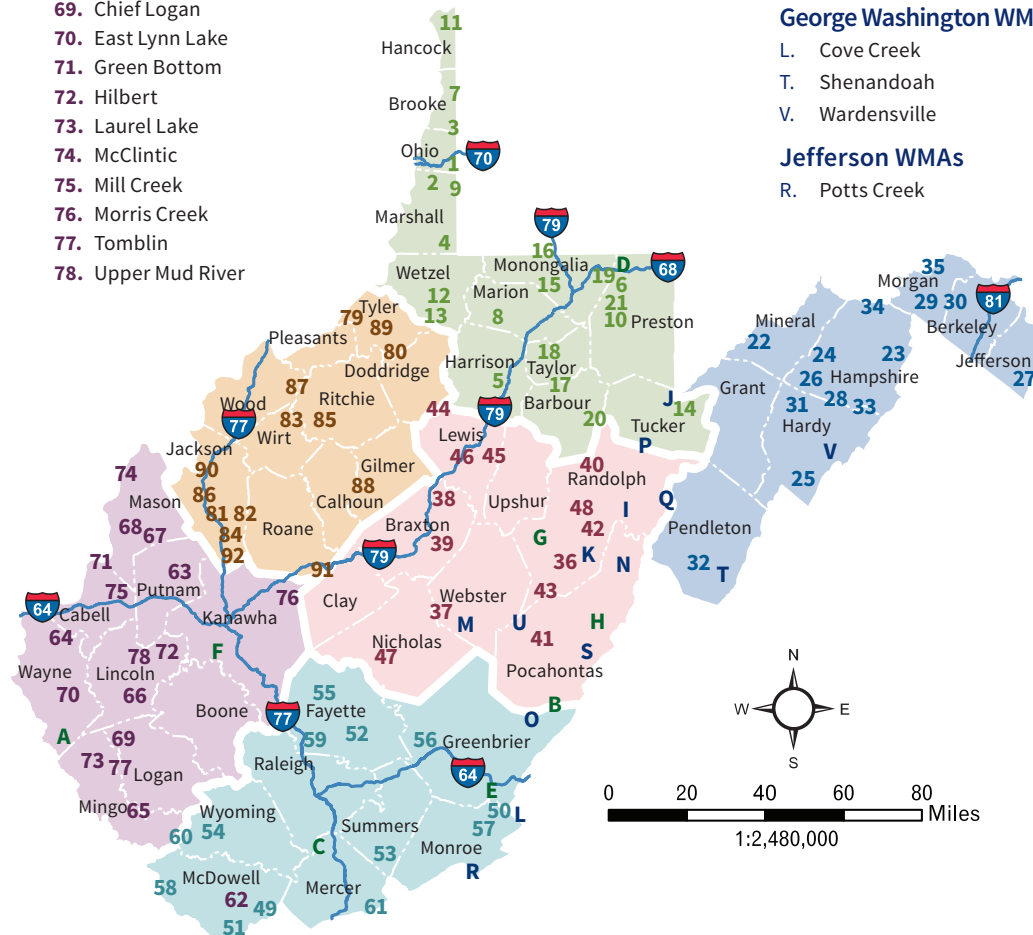 69. Chief Logan
70. East Lynn Lake
71. Green Bottom
72. Hilbert
73. Laurel Lake
74. McClintic
75. Mill Creek
76. Morris Creek
77. Tomblin
78. Upper Mud River
George Washington WM
L. Cove Creek
T. Shenandoah
V. Wardensville
Jefferson WMAs
R. Potts Creek
11
Hancock
7
Brooke
3
Ohio
1
70
2
9
Marshall
4
79
16
Monongalia
D
68
Wetzel
19
6
15
Marion
12
13
8
21
10
Preston
Harrison
18
Taylor
5
17
Barbour
79
20
J
14
Tucker
P
35
Morgan
29
30
81
34
Berkeley
Mineral
22
24
23
Jefferson
27
26
Hampshire
Grant
31
28
33
Hardy
V
25
Q
Pendleton
32
T
79
Tyler
89
Pleasants
80
Doddridge
87
Ritchie
Wood
77
83
85
Wirt
Jackson
90
Gilmer
88
86
Calhoun
81
82
Roane
84
92
91
44
Lewis
46
45
40
Randolph
38
Upshur
48
I
42
Braxton
39
G
K
79
36
N
43
Clay
Webster
37
M
U
H
41
S
Nicholas
47
Pocahontas
74
Mason
68
67
71
63
75
Putnam
76
64
Cabell
Kanawha
64
78
72
F
Wayne
Lincoln
70
66
Boone
A
69
73
77
Logan
Mingo
65
77
55
Fayette
59
52
56
Greenbrier
B
O
Raleigh
64
E
50
L
57
Wyoming
54
60
Summers
C
53
Monroe
R
McDowell
58
62
49
51
Mercer
61
N
W
E
S
0 20 40 60 80 Miles
1:2,480,000